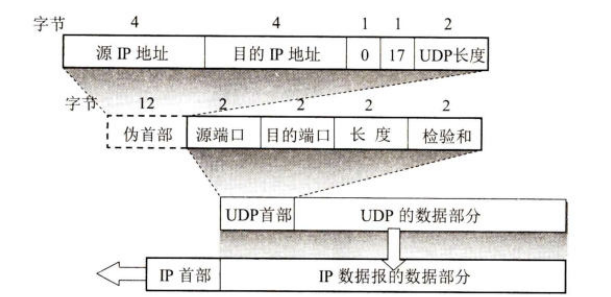 字节 4 4 1 1 2
源 IP 地址 目的 IP 地址 0 17 UDP长度
字节 12 2 2 2 2
伪首部 源端口 目的端口 长 度 检验和
UDP首部 UDP 的数据部分
IP 首部 IP 数据报的数据部分